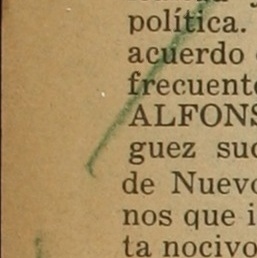 política.
acuerdo
frecuente
ALFONS
guez suc
de Nuevo
nos que i
ta nocivo